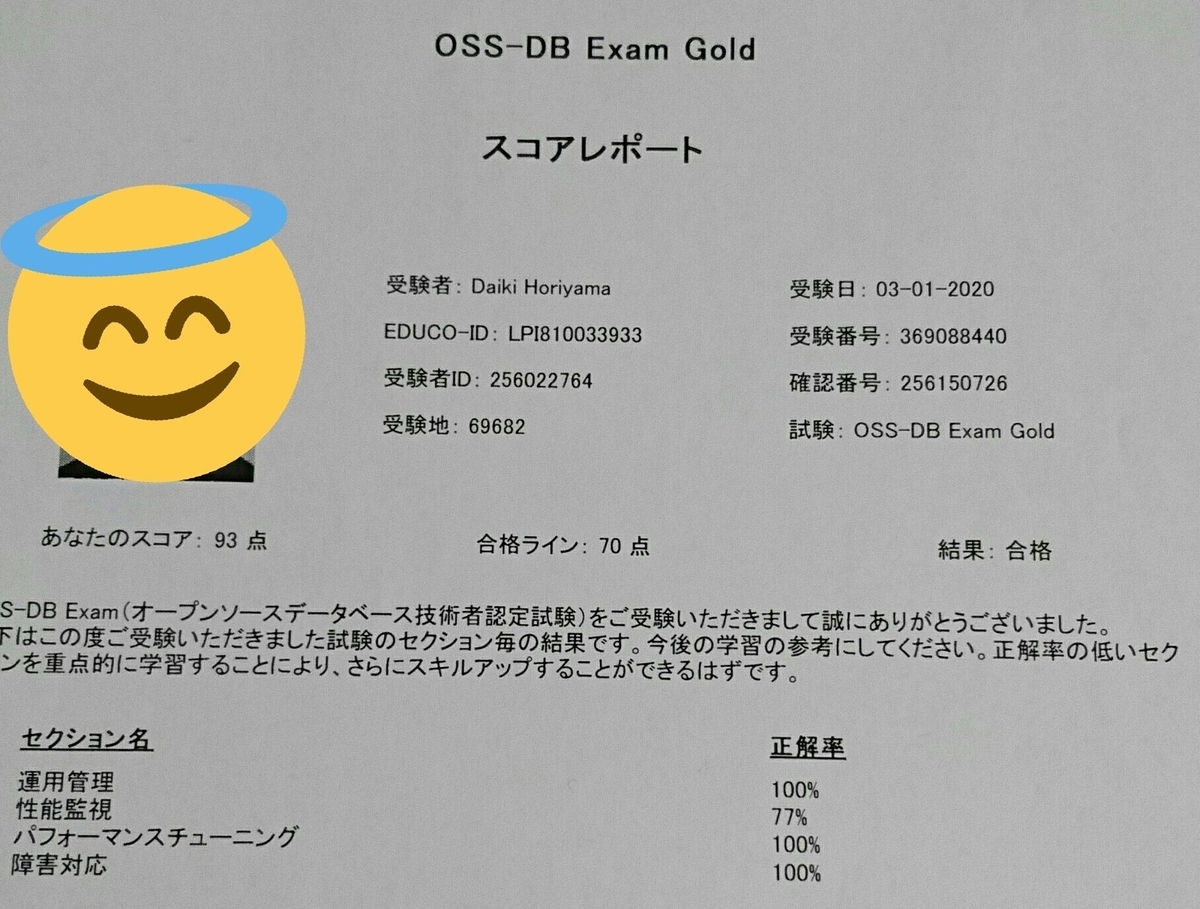 OSS-DB Exam Gold
スコアレポート
受験者: Daiki Horiyama 受験日: 03-01-2020
EDUCO-ID: LPI810033933 受験番号: 369088440
受験者ID: 256022764 確認番号: 256150726
受験地: 69682 試験: OSS-DB Exam Gold
あなたのスコア: 93 点 合格ライン: 70 点 結果: 合格
S-DB Exam(オープンソースデータベース技術者認定試験)をご受験いただきまして誠にありがとうございました。
下はこの度ご受験いただきました試験のセクション毎の結果です。今後の学習の参考にしてください。正解率の低いセク
ンを重点的に学習することにより、さらにスキルアップすることができるはずです。
セクション名 正解率
運用管理 100%
性能監視 77%
パフォーマンスチューニング 100%
障害対応 100%